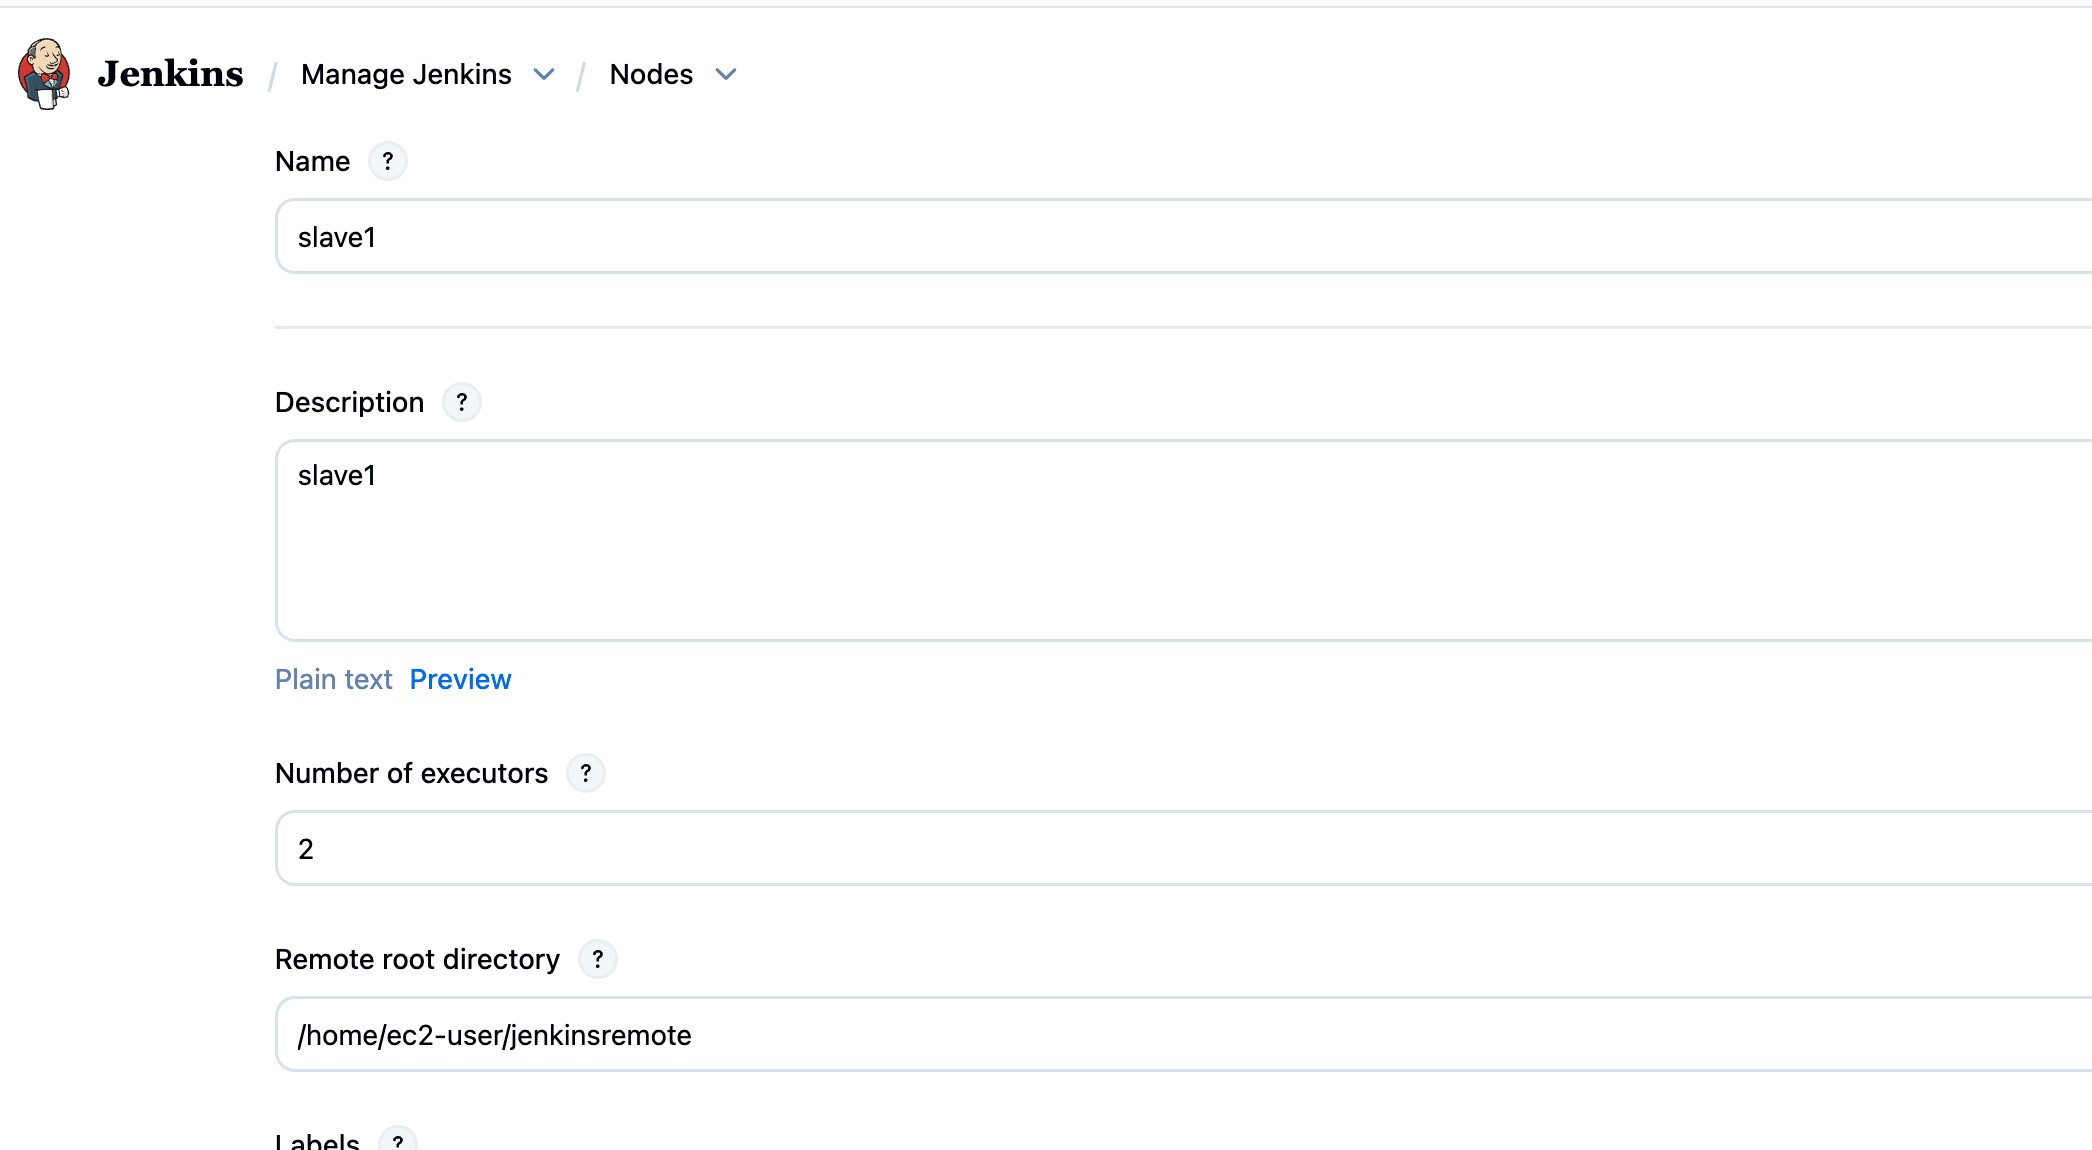 Jenkins / Manage Jenkins / Nodes
Name ?
slave1
Description ?
slave1
Plain text Preview
Number of executors ?
2
Remote root directory ?
/home/ec2-user/jenkinsremote
Labels ?